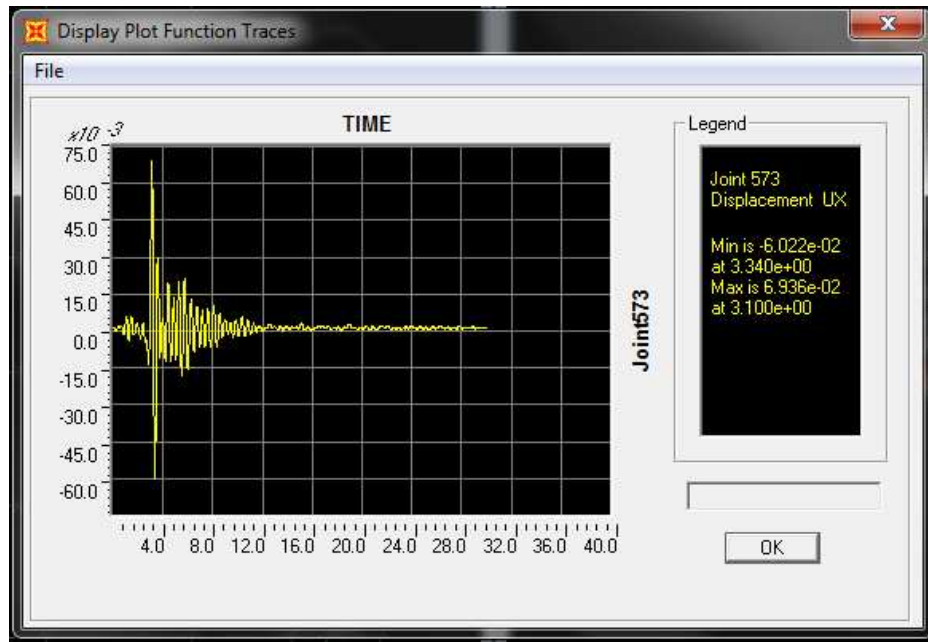 Display Plot Function Traces
x
File
TIME
x10 -3
75.0
60.0
45.0
30.0
15.0
0.0
-15.0
-30.0
-45.0
-60.0
4.0 8.0 12.0 16.0 20.0 24.0 28.0 32.0 36.0 40.0
Joint573
Legend
Joint 573
Displacement UX
Min is -6.022e-02
at 3.340e+00
Max is 6.936e-02
at 3.100e+00
OK